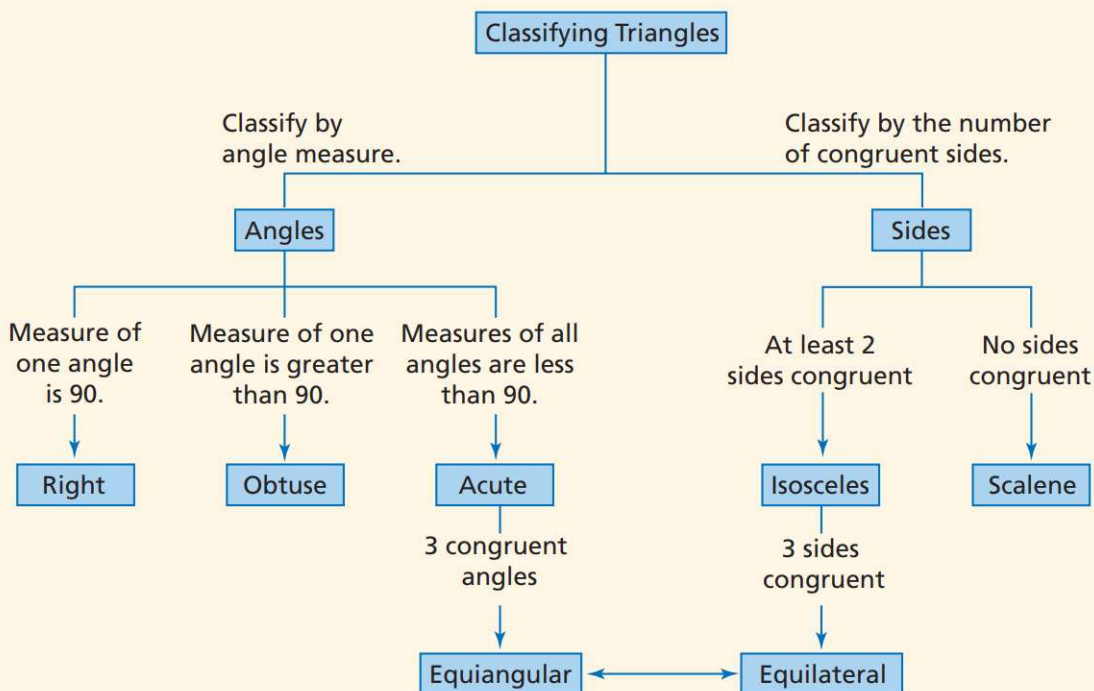 Classifying Triangles
Classify by
angle measure.
Classify by the number
of congruent sides.
Angles
Sides
Measure of
one angle
is 90.
Measure of one
angle is greater
than 90.
Measures of all
angles are less
than 90.
At least 2
sides congruent
No sides
congruent
Right
Obtuse
Acute
Isosceles
Scalene
3 congruent
angles
3 sides
congruent
Equiangular
Equilateral